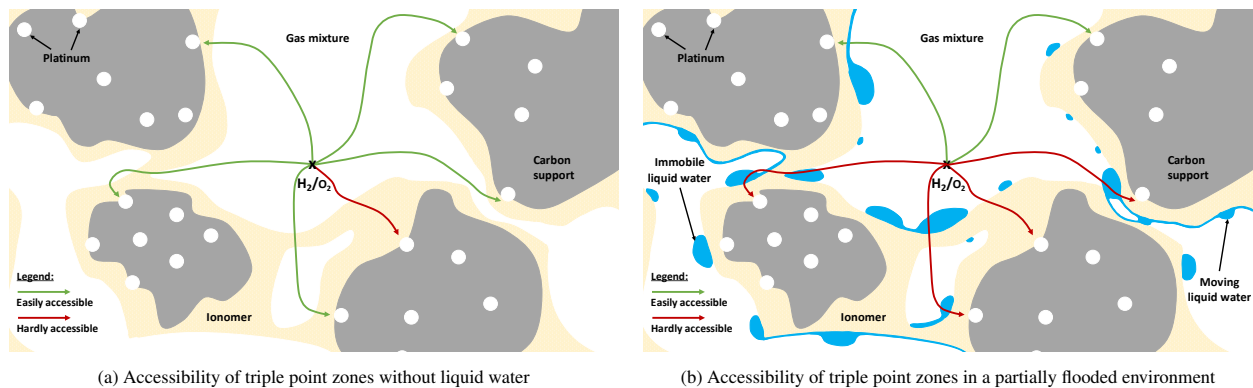 Gas mixture
Platinum
Carbon
support
x
H₂/O₂
Legend:
Easily accessible
Hardly accessible
Ionomer
(a) Accessibility of triple point zones without liquid water
Gas mixture
Platinum
Immobile
liquid water
Carbon
support
x
H₂/O₂
Moving
liquid water
Legend:
Easily accessible
Hardly accessible
Ionomer
(b) Accessibility of triple point zones in a partially flooded environment